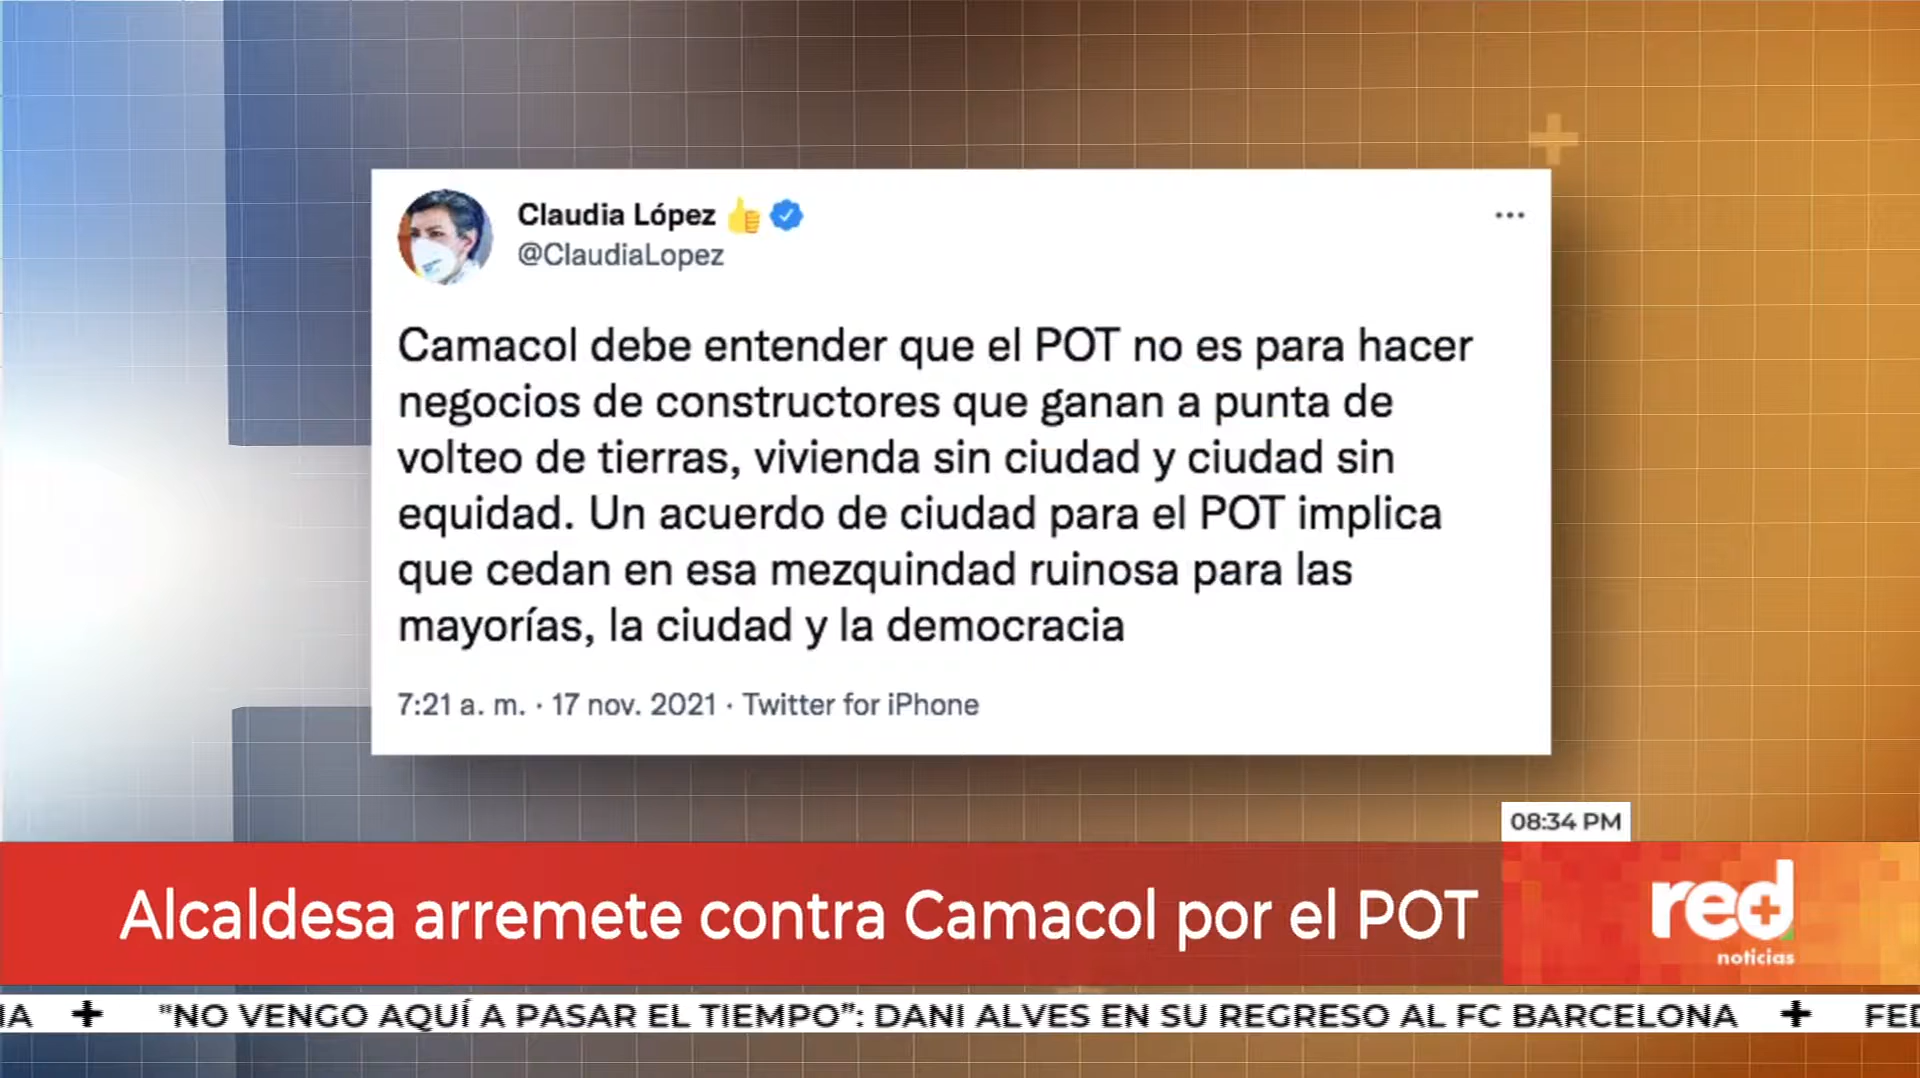 Claudia López
@ClaudiaLopez
Camacol debe entender que el POT no es para hacer
negocios de constructores que ganan a punta de
volteo de tierras, vivienda sin ciudad y ciudad sin
equidad. Un acuerdo de ciudad para el POT implica
que cedan en esa mezquindad ruinosa para las
mayorías, la ciudad y la democracia
7:21 a. m. · 17 nov. 2021 · Twitter for iPhone
08:34 PM
Alcaldesa arremete contra Camacol por el POT
red
noticias
IA + "NO VENGO AQUÍ A PASAR EL TIEMPO": DANI ALVES EN SU REGRESO AL FC BARCELONA + FED